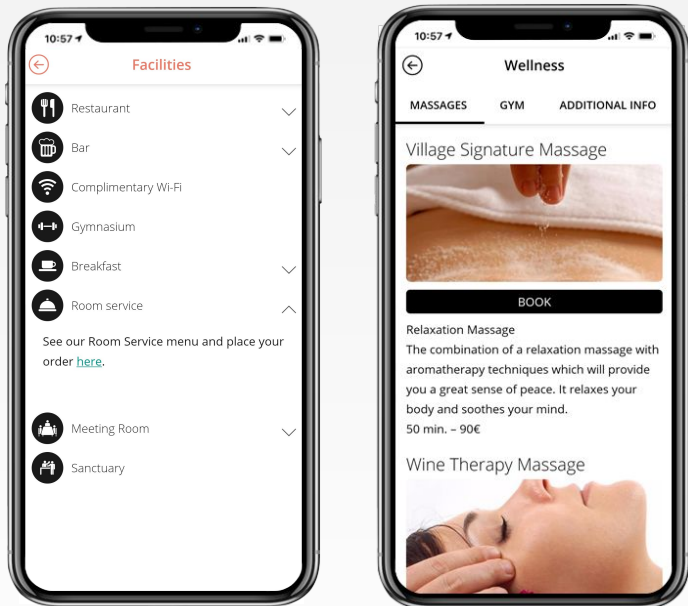 10:57
Facilities
Restaurant
Bar
Complimentary Wi-Fi
Gymnasium
Breakfast
Room service
See our Room Service menu and place your
order here.
Meeting Room
Sanctuary
10:57
Wellness
MASSAGES GYM ADDITIONAL INFO
Village Signature Massage
BOOK
Relaxation Massage
The combination of a relaxation massage with
aromatherapy techniques which will provide
you a great sense of peace. It relaxes your
body and soothes your mind.
50 min. – 90€
Wine Therapy Massage